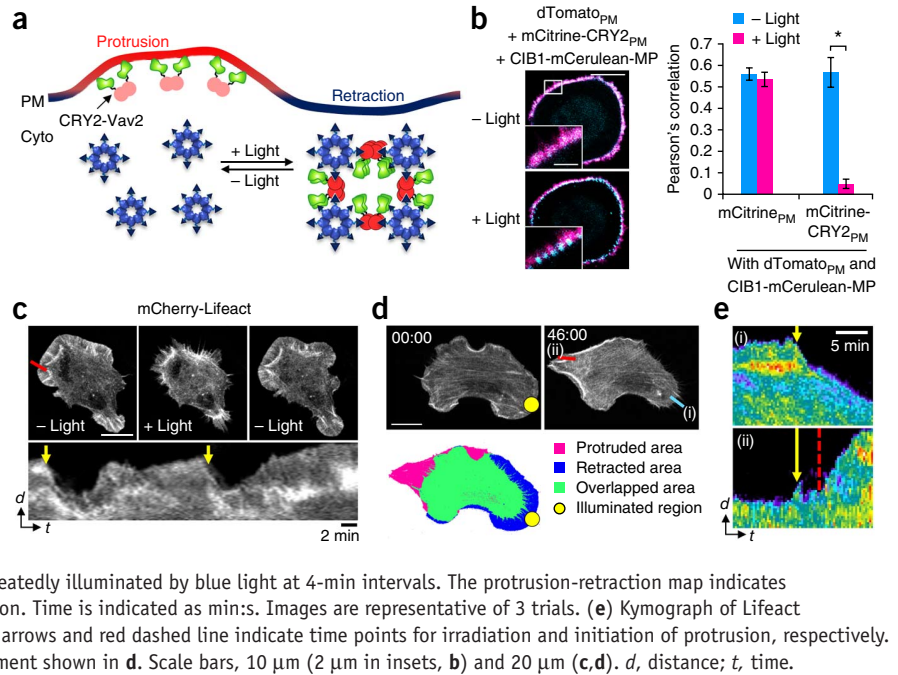 a
Protrusion
PM
Retraction
CRY2-Vav2
Cyto
+ Light
– Light
b
dTomatoPM
+ mCitrine-CRY2PM
+ CIB1-mCerulean-MP
– Light
+ Light
– Light
+ Light
*
Pearson's correlation
0.7
0.6
0.5
0.4
0.3
0.2
0.1
0
mCitrinePM
mCitrine-
CRY2PM
With dTomatoPM and
CIB1-mCerulean-MP
c
mCherry-Lifeact
– Light
+ Light
– Light
d
t
2 min
d
00:00
46:00
(ii)
(i)
Protruded area
Retracted area
Overlapped area
Illuminated region
e
(i)
5 min
(ii)
d
t
eatedly illuminated by blue light at 4-min intervals. The protrusion-retraction map indicates
on. Time is indicated as min:s. Images are representative of 3 trials. (e) Kymograph of Lifeact
arrows and red dashed line indicate time points for irradiation and initiation of protrusion, respectively.
ment shown in d. Scale bars, 10 μm (2 μm in insets, b) and 20 μm (c,d). d, distance; t, time.